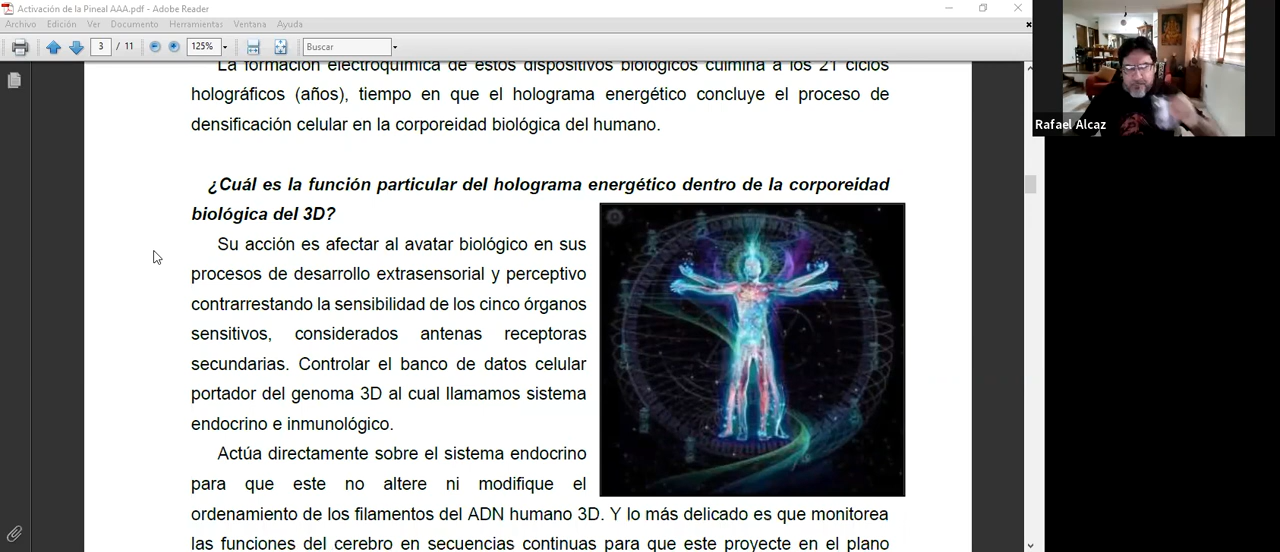 Activación de la Pineal AAA.pdf - Adobe Reader
Archivo Edición Ver Documento Herramientas Ventana Ayuda
3 / 11 125% Buscar
La formación electroquímica de estos dispositivos biológicos culmina a los 21 ciclos
holográficos (años), tiempo en que el holograma energético concluye el proceso de
densificación celular en la corporeidad biológica del humano.
¿Cuál es la función particular del holograma energético dentro de la corporeidad
biológica del 3D?
Su acción es afectar al avatar biológico en sus
procesos de desarrollo extrasensorial y perceptivo
contrarrestando la sensibilidad de los cinco órganos
sensitivos, considerados antenas receptoras
secundarias. Controlar el banco de datos celular
portador del genoma 3D al cual llamamos sistema
endocrino e inmunológico.
Actúa directamente sobre el sistema endocrino
para que este no altere ni modifique el
ordenamiento de los filamentos del ADN humano 3D. Y lo más delicado es que monitorea
las funciones del cerebro en secuencias continuas para que este proyecte en el plano
Rafael Alcaz